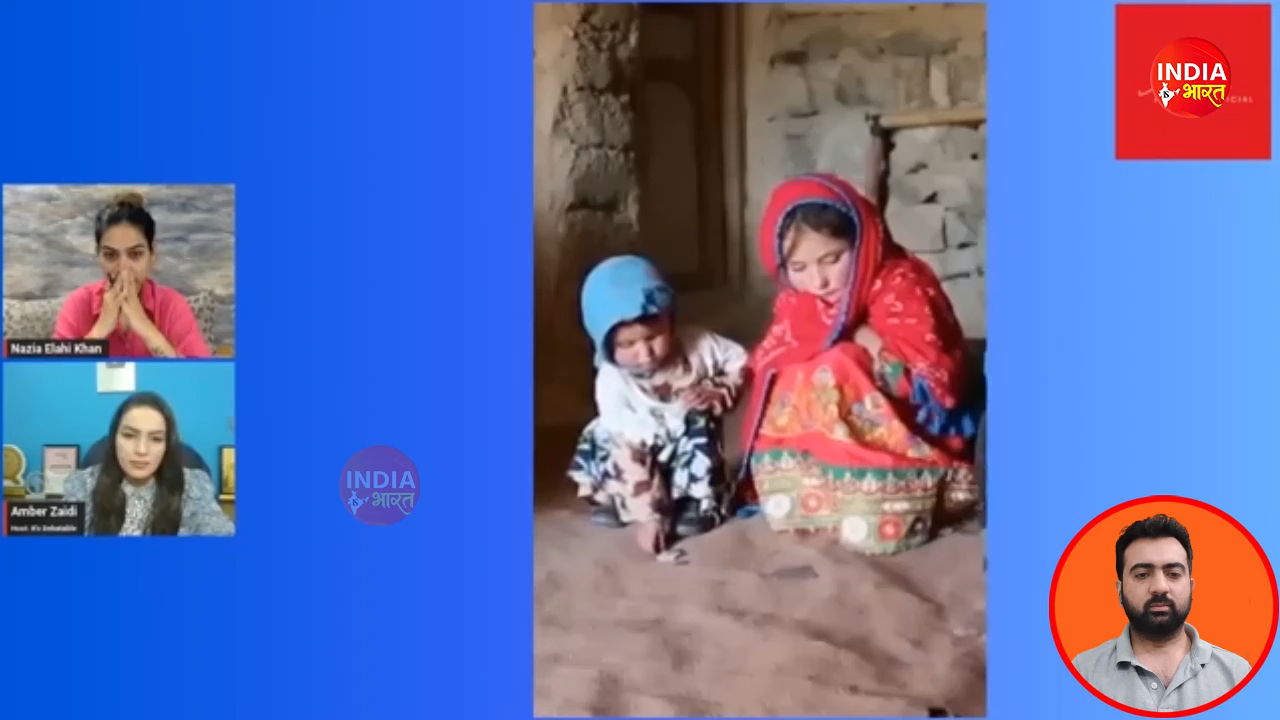 INDIA
भारत
Nazia Elahi Khan
Amber Zaidi
Host: It's Debatable
INDIA
भारत